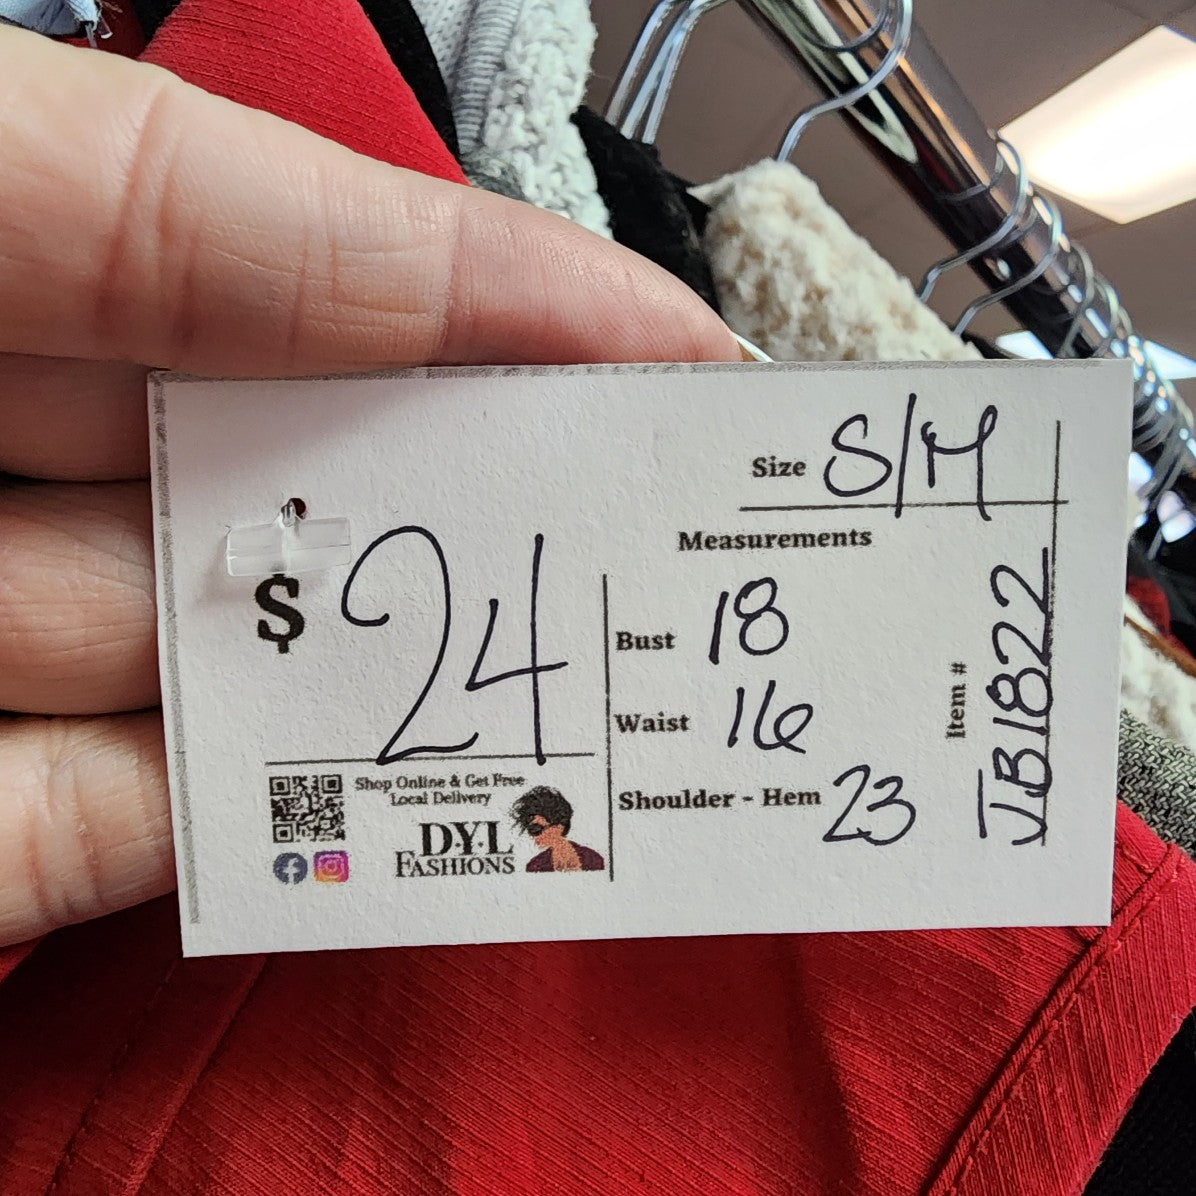 Size S/M
Measurements
$ 24
Bust 18
Waist 16
Shoulder - Hem 23
Item # JB1822
Shop Online & Get Free
Local Delivery
D·Y·L
FASHIONS